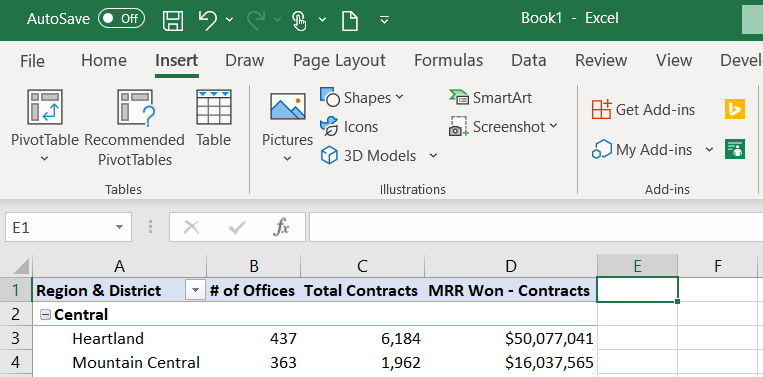 AutoSave Off Book1 - Excel
File Home Insert Draw Page Layout Formulas Data Review View Devel
PivotTable Recommended PivotTables Table Pictures
Shapes
Icons
3D Models
SmartArt
Screenshot
Get Add-ins
My Add-ins
Tables Illustrations Add-ins
E1 fx
A B C D E F
1 Region & District # of Offices Total Contracts MRR Won - Contracts
2 Central
3 Heartland 437 6,184 $50,077,041
4 Mountain Central 363 1,962 $16,037,565